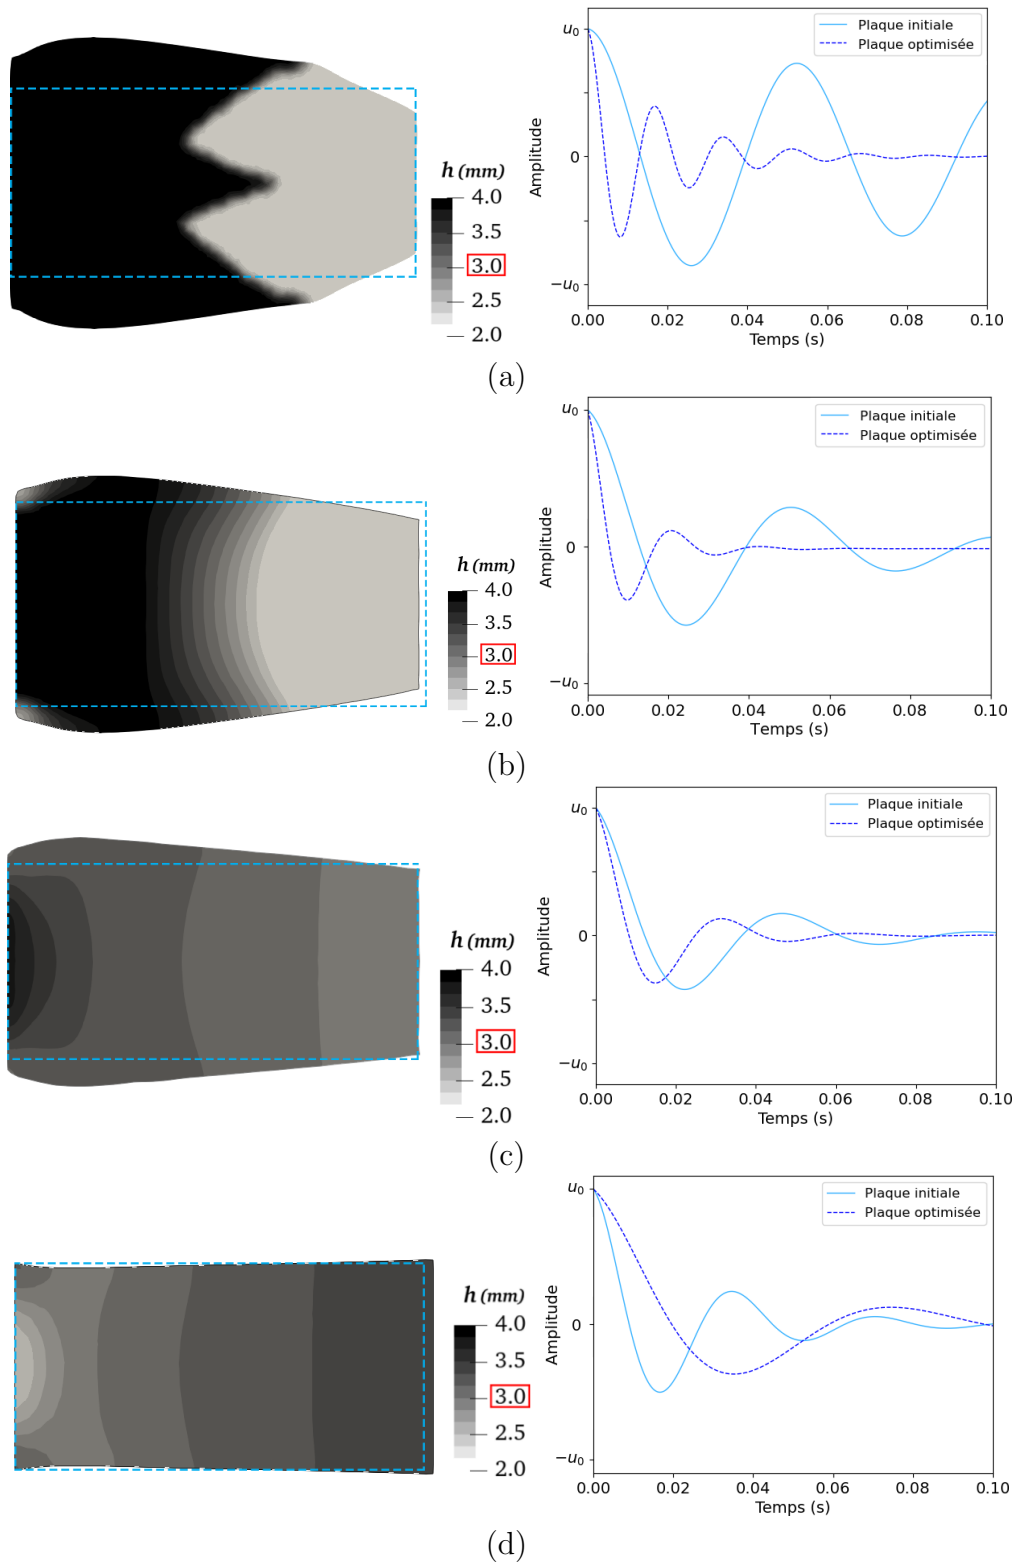 u₀
Plaque initiale
Plaque optimisée
Amplitude
0
−u₀
0.00 0.02 0.04 0.06 0.08 0.10
Temps (s)
h (mm)
4.0
3.5
3.0
2.5
2.0
(a)
u₀
Plaque initiale
Plaque optimisée
Amplitude
0
−u₀
0.00 0.02 0.04 0.06 0.08 0.10
Temps (s)
h (mm)
4.0
3.5
3.0
2.5
2.0
(b)
u₀
Plaque initiale
Plaque optimisée
Amplitude
0
−u₀
0.00 0.02 0.04 0.06 0.08 0.10
Temps (s)
h (mm)
4.0
3.5
3.0
2.5
2.0
(c)
u₀
Plaque initiale
Plaque optimisée
Amplitude
0
−u₀
0.00 0.02 0.04 0.06 0.08 0.10
Temps (s)
h (mm)
4.0
3.5
3.0
2.5
2.0
(d)